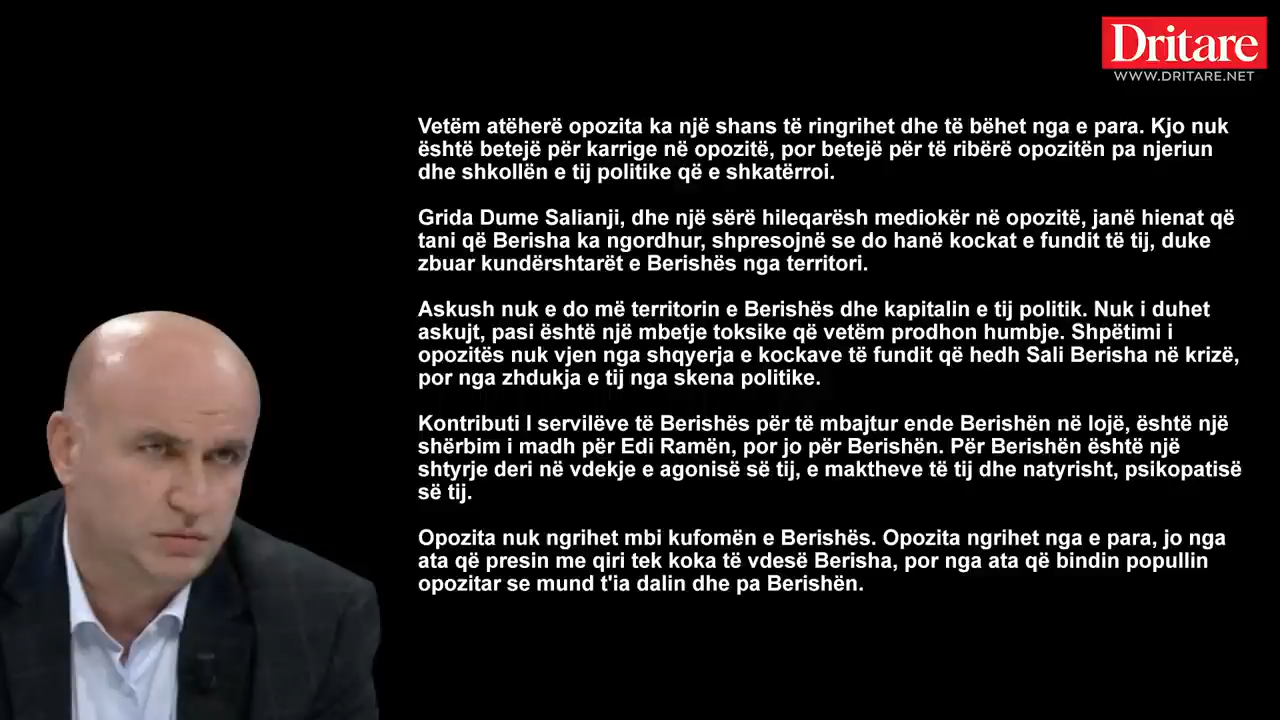 Dritare
WWW.DRITARE.NET
Vetëm atëherë opozita ka një shans të ringrihet dhe të bëhet nga e para. Kjo nuk
është betejë për karrige në opozitë, por betejë për të ribërë opozitën pa njeriun
dhe shkollën e tij politike që e shkatërroi.
Grida Dume Salianji, dhe një sërë hileqarësh mediokër në opozitë, janë hienat që
tani që Berisha ka ngordhur, shpresojnë se do hanë kockat e fundit të tij, duke
zbuar kundërshtarët e Berishës nga territori.
Askush nuk e do më territorin e Berishës dhe kapitalin e tij politik. Nuk i duhet
askujt, pasi është një mbetje toksike që vetëm prodhon humbje. Shpëtimi i
opozitës nuk vjen nga shqyerja e kockave të fundit që hedh Sali Berisha në krizë,
por nga zhdukja e tij nga skena politike.
Kontributi I servilëve të Berishës për të mbajtur ende Berishën në lojë, është një
shërbim i madh për Edi Ramën, por jo për Berishën. Për Berishën është një
shtyrje deri në vdekje e agonisë së tij, e maktheve të tij dhe natyrisht, psikopatisë
së tij.
Opozita nuk ngrihet mbi kufomën e Berishës. Opozita ngrihet nga e para, jo nga
ata që presin me qiri tek koka të vdesë Berisha, por nga ata që bindin popullin
opozitar se mund t'ia dalin dhe pa Berishën.